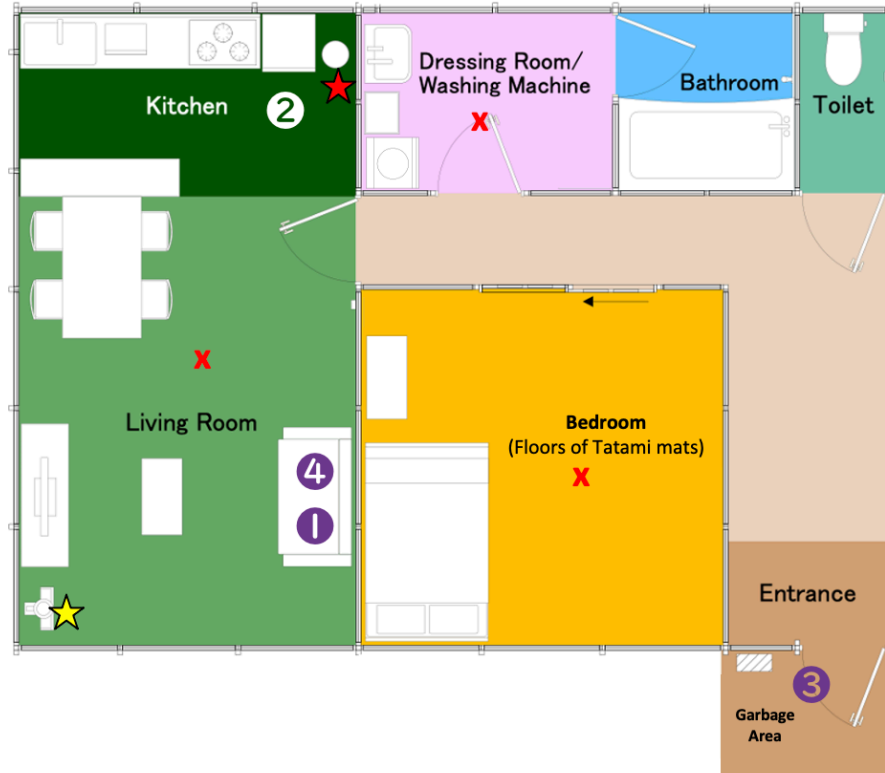 Kitchen
2
Dressing Room/
Washing Machine
X
Bathroom
Toilet
X
Living Room
4
1
Bedroom
(Floors of Tatami mats)
X
Entrance
3
Garbage
Area